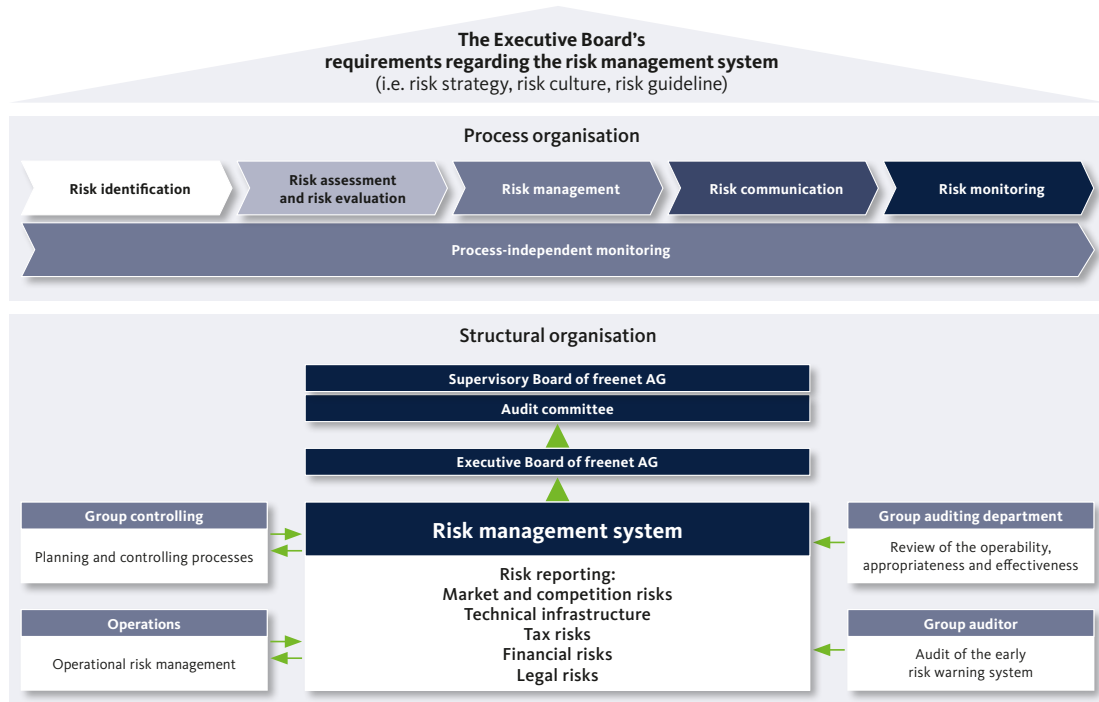 The Executive Board's
requirements regarding the risk management system
(i.e. risk strategy, risk culture, risk guideline)
Process organisation
Risk identification
Risk assessment
and risk evaluation
Risk management
Risk communication
Risk monitoring
Process-independent monitoring
Structural organisation
Supervisory Board of freenet AG
Audit committee
Executive Board of freenet AG
Group controlling
Planning and controlling processes
Operations
Operational risk management
Risk management system
Risk reporting:
Market and competition risks
Technical infrastructure
Tax risks
Financial risks
Legal risks
Group auditing department
Review of the operability,
appropriateness and effectiveness
Group auditor
Audit of the early
risk warning system